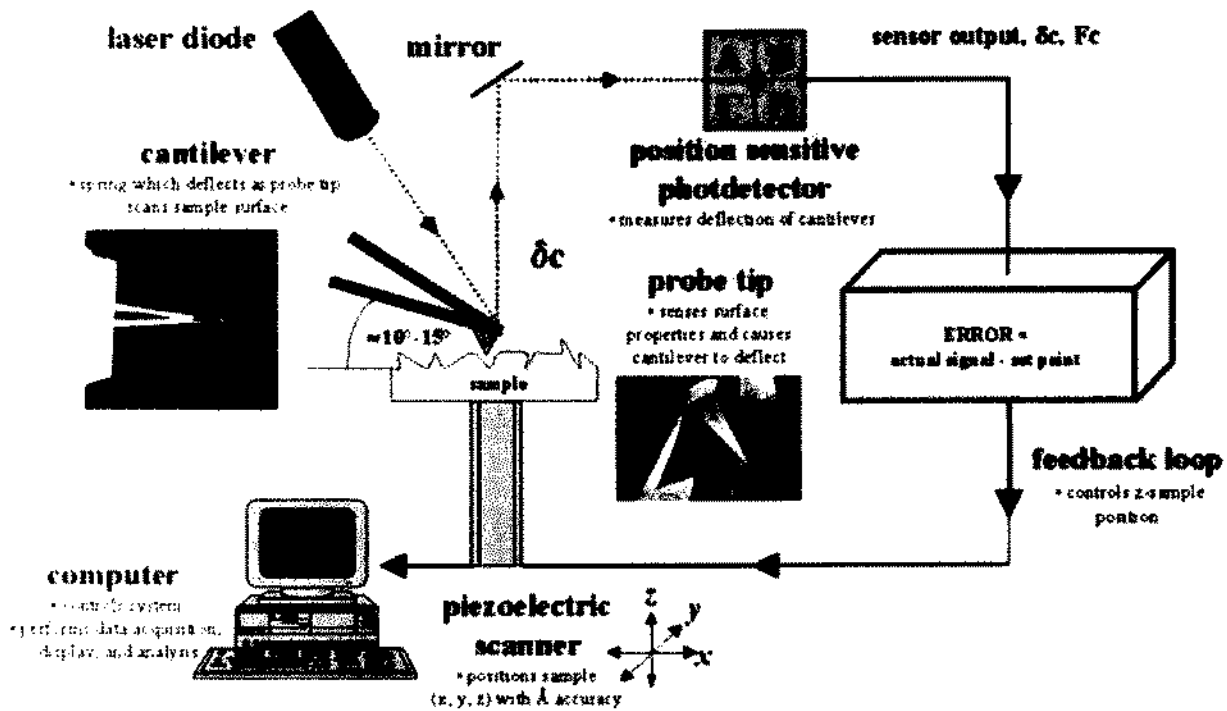 laser diode
mirror
sensor output, δc, Fc
cantilever
• spring which deflects as probe tip
scans sample surface
position sensitive
photdetector
• measures deflection of cantilever
δc
probe tip
• senses surface
properties and causes
cantilever to deflect
≈10°-15°
sample
ERROR =
actual signal - set point
feedback loop
• controls z-sample
position
computer
• controls system
• performs data acquisition,
display, and analysis
piezoelectric
scanner
• positions sample
(x, y, z) with Å accuracy
z
y
x